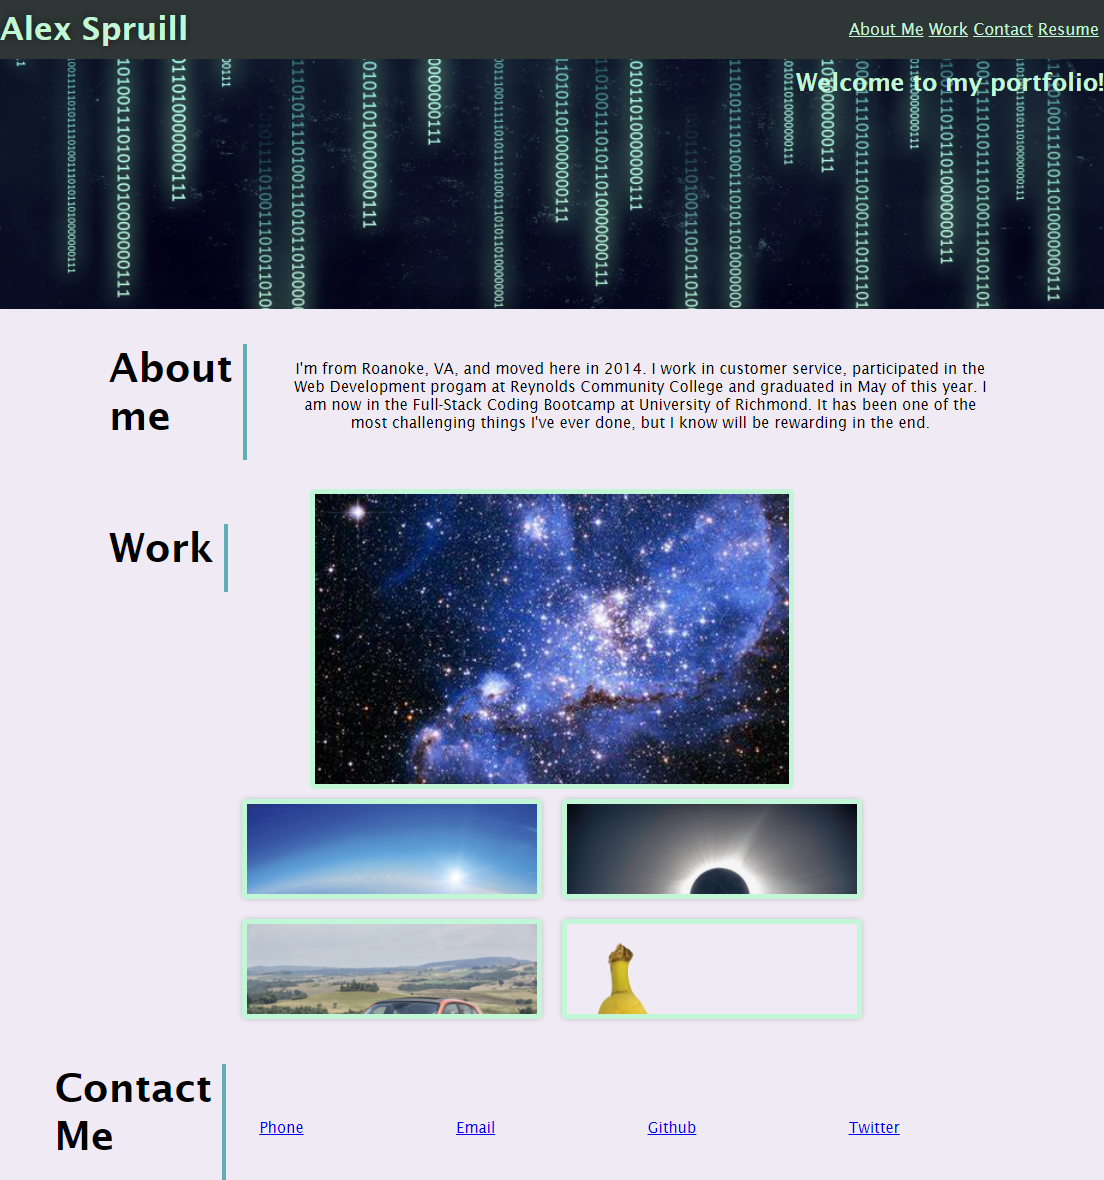 Alex Spruill
About Me Work Contact Resume
Welcome to my portfolio!
About
me
I'm from Roanoke, VA, and moved here in 2014. I work in customer service, participated in the
Web Development progam at Reynolds Community College and graduated in May of this year. I
am now in the Full-Stack Coding Bootcamp at University of Richmond. It has been one of the
most challenging things I've ever done, but I know will be rewarding in the end.
Work
Contact
Me
Phone Email Github Twitter